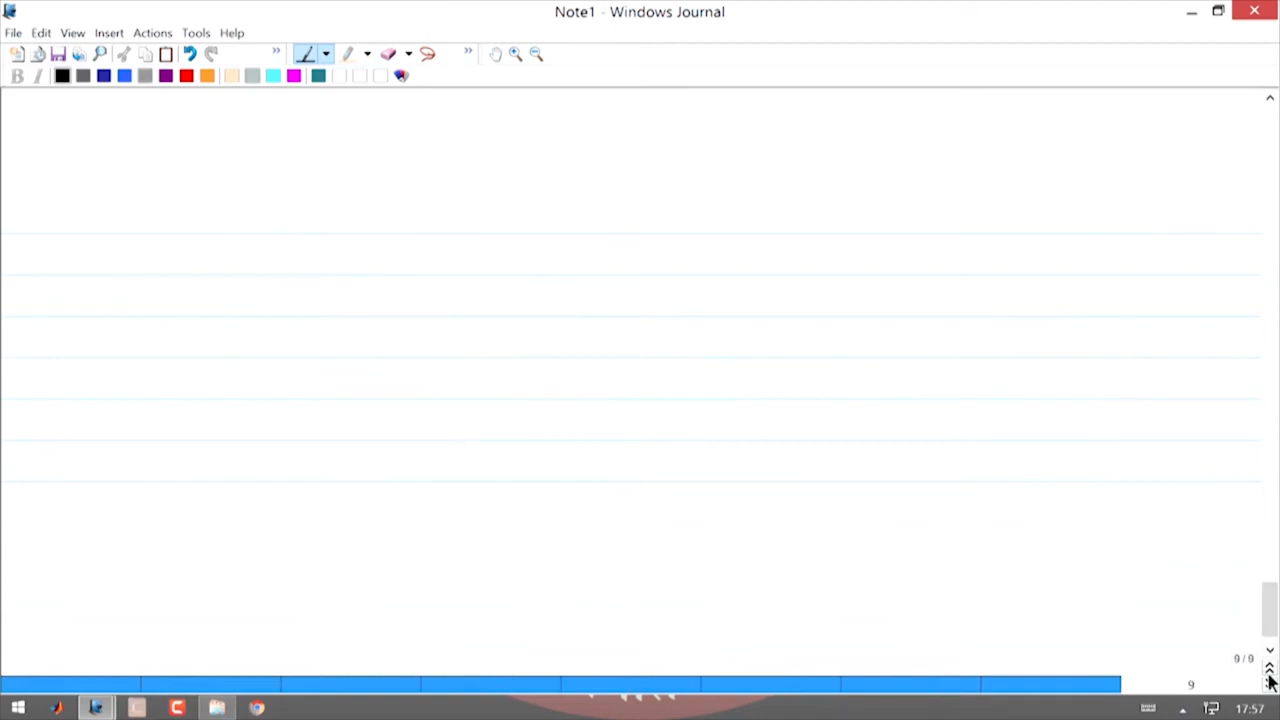 Note1 - Windows Journal
File Edit View Insert Actions Tools Help
B I
9 / 9
9
17:57